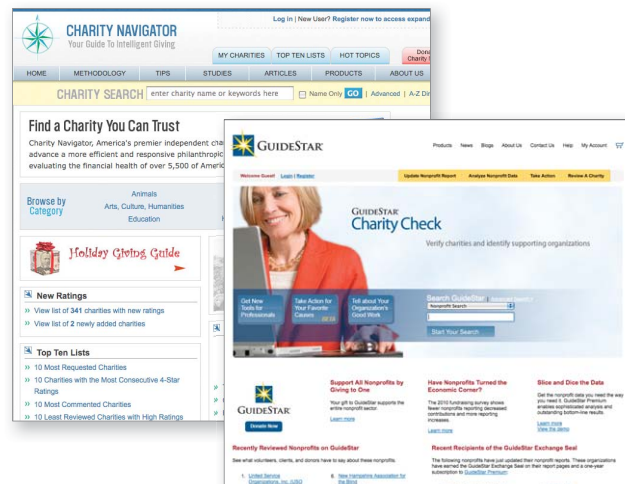 Log in | New User? Register now to access expand
CHARITY NAVIGATOR
Your Guide To Intelligent Giving
MY CHARITIES TOP TEN LISTS HOT TOPICS
HOME METHODOLOGY TIPS STUDIES ARTICLES PRODUCTS ABOUT US
CHARITY SEARCH enter charity name or keywords here Name Only GO | Advanced | A-Z
Find a Charity You Can Trust
Charity Navigator, America's premier independent
advance a more efficient and responsive philanthropic
evaluating the financial health of over 5,500 of
Browse by
Category
Animals
Arts, Culture, Humanities
Education
Holiday Giving Guide
New Ratings
View list of 341 charities with new ratings
View list of 2 newly added charities
Top Ten Lists
10 Most Requested Charities
10 Charities with the Most Consecutive 4-Star
Ratings
10 Most Commented Charities
10 Least Reviewed Charities with High Ratings
GUIDESTAR
Products News Blogs About Us Contact Us Help My Account
Welcome Guest! Login | Register
Update Nonprofit Report Analyze Nonprofit Data Take Action Review A Charity
GUIDESTAR
Charity Check
Verify charities and identify supporting organizations
Get New
Tools for
Professionals
Take Action for
Your Favorite
Causes
Tell about Your
Organization's
Good Work
Search GuideStar
Nonprofit Search
Start Your Search
GUIDESTAR
Donate Now
Support All Nonprofits by
Giving to One
Your gift to GuideStar supports the
entire nonprofit sector.
Learn more
Have Nonprofits Turned the
Economic Corner?
The 2010 fundraising survey shows
fewer nonprofits reporting decreased
contributions and more reporting
increases.
Learn more
Slice and Dice the Data
Get the nonprofit data you need the way
you need it. GuideStar Premium
enables sophisticated analysis and
outstanding bottom-line results.
Learn more
View the demo
Recently Reviewed Nonprofits on GuideStar
See what volunteers, clients, and donors have to say about these nonprofits.
1. United Service
Organizations, Inc. (USO)
6. New Hampshire Association for
the Blind
Recent Recipients of the GuideStar Exchange Seal
The following nonprofits have just updated their nonprofit reports. These organizations
have earned the GuideStar Exchange Seal on their report pages and a one-year
subscription to GuideStar Premium: